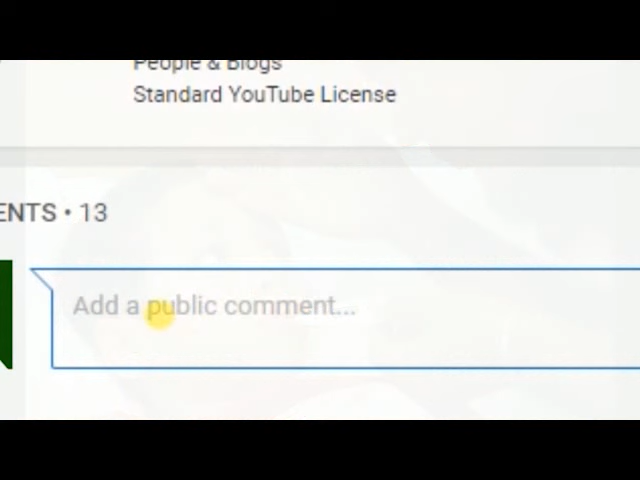 People & Blogs
Standard YouTube License
ENTS • 13
Add a public comment...